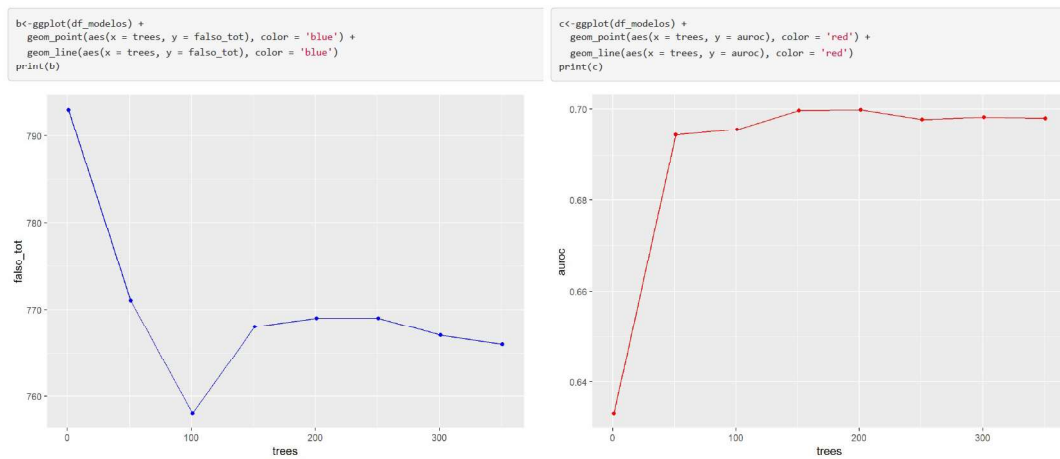 b<-ggplot(df_modelos) +
geom_point(aes(x = trees, y = falso_tot), color = 'blue') +
geom_line(aes(x = trees, y = falso_tot), color = 'blue')
print(b)
790
780
770
760
falso_tot
0
100
200
300
trees
c<-ggplot(df_modelos) +
geom_point(aes(x = trees, y = auroc), color = 'red') +
geom_line(aes(x = trees, y = auroc), color = 'red')
print(c)
0.70
0.68
0.66
0.64
auroc
0
100
200
300
trees